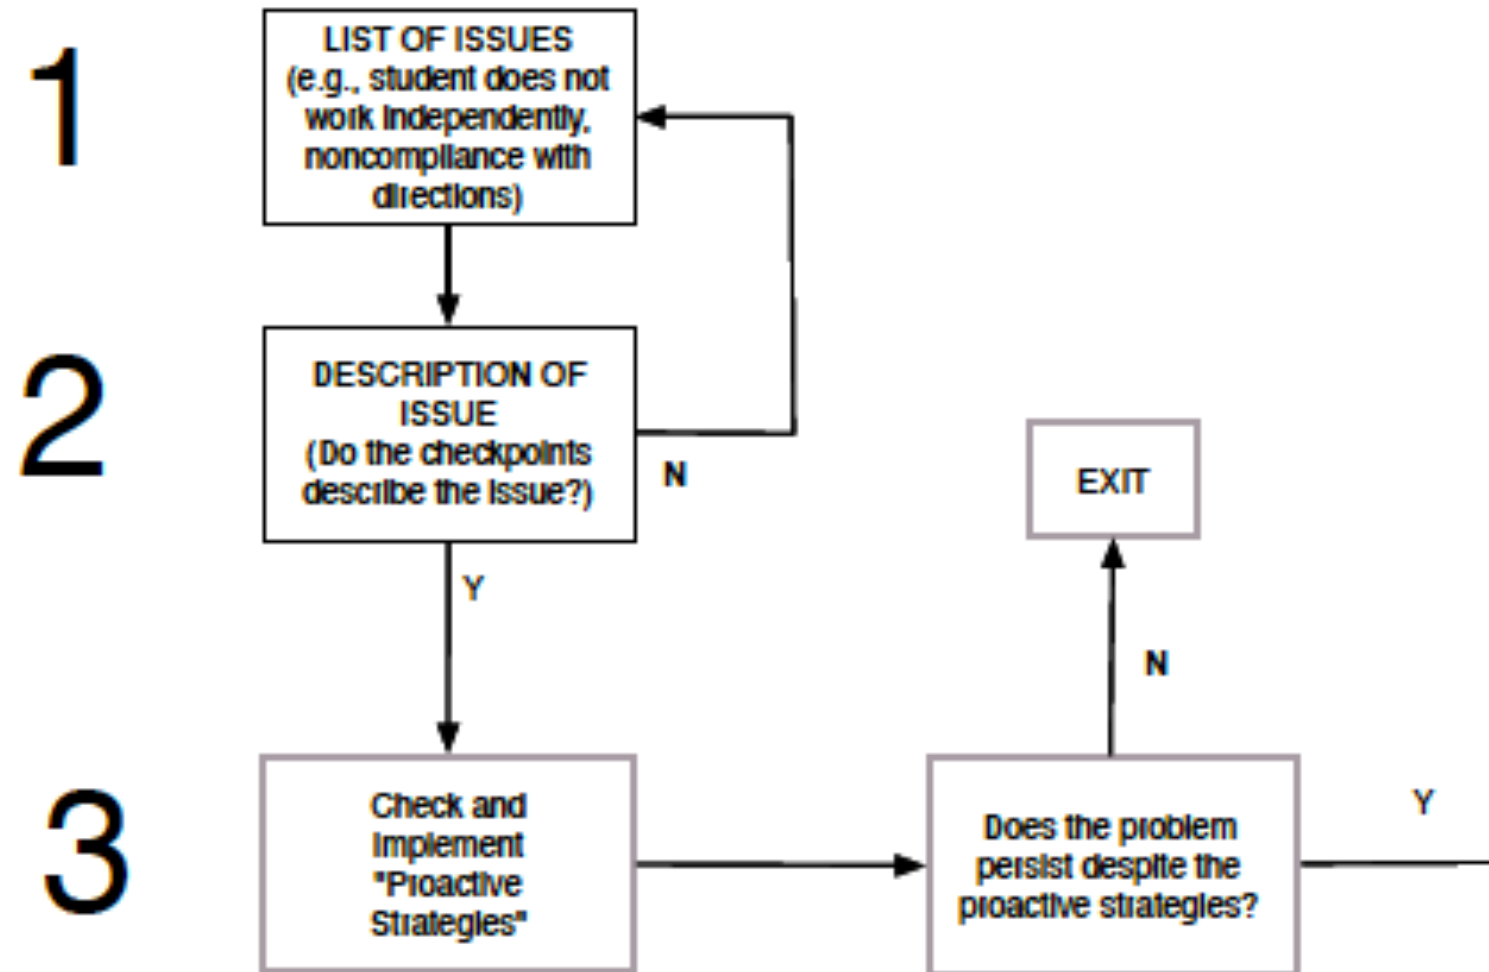 1
LIST OF ISSUES
(e.g., student does not
work independently,
noncompliance with
directions)
2
DESCRIPTION OF
ISSUE
(Do the checkpoints
describe the issue?)
N
EXIT
Y
N
3
Check and
Implement
"Proactive
Strategies"
Does the problem
persist despite the
proactive strategies?
Y